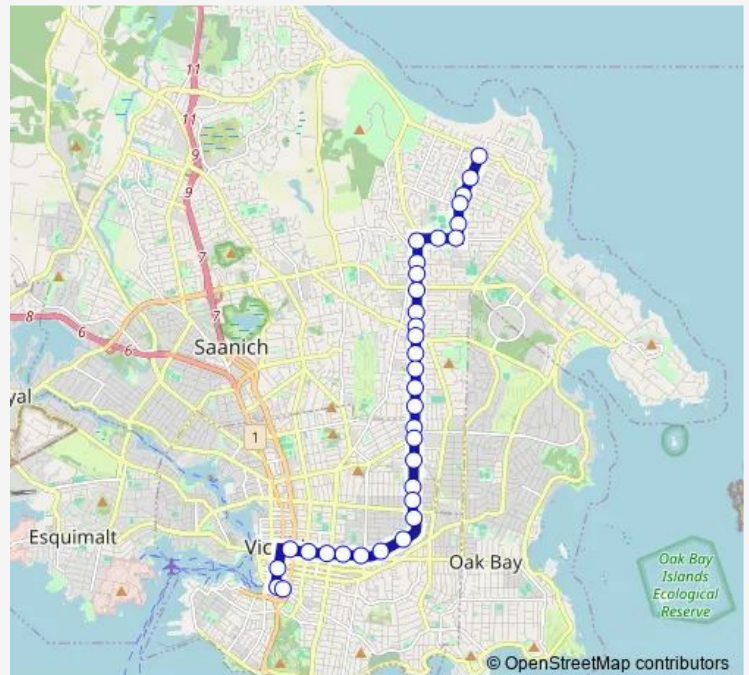 11
11
9
9
7
8
6
6
7
Saanich
yal
1
Esquimalt
Vic
Oak Bay
Oak Bay
Islands
Ecological
Reserve
© OpenStreetMap contributors